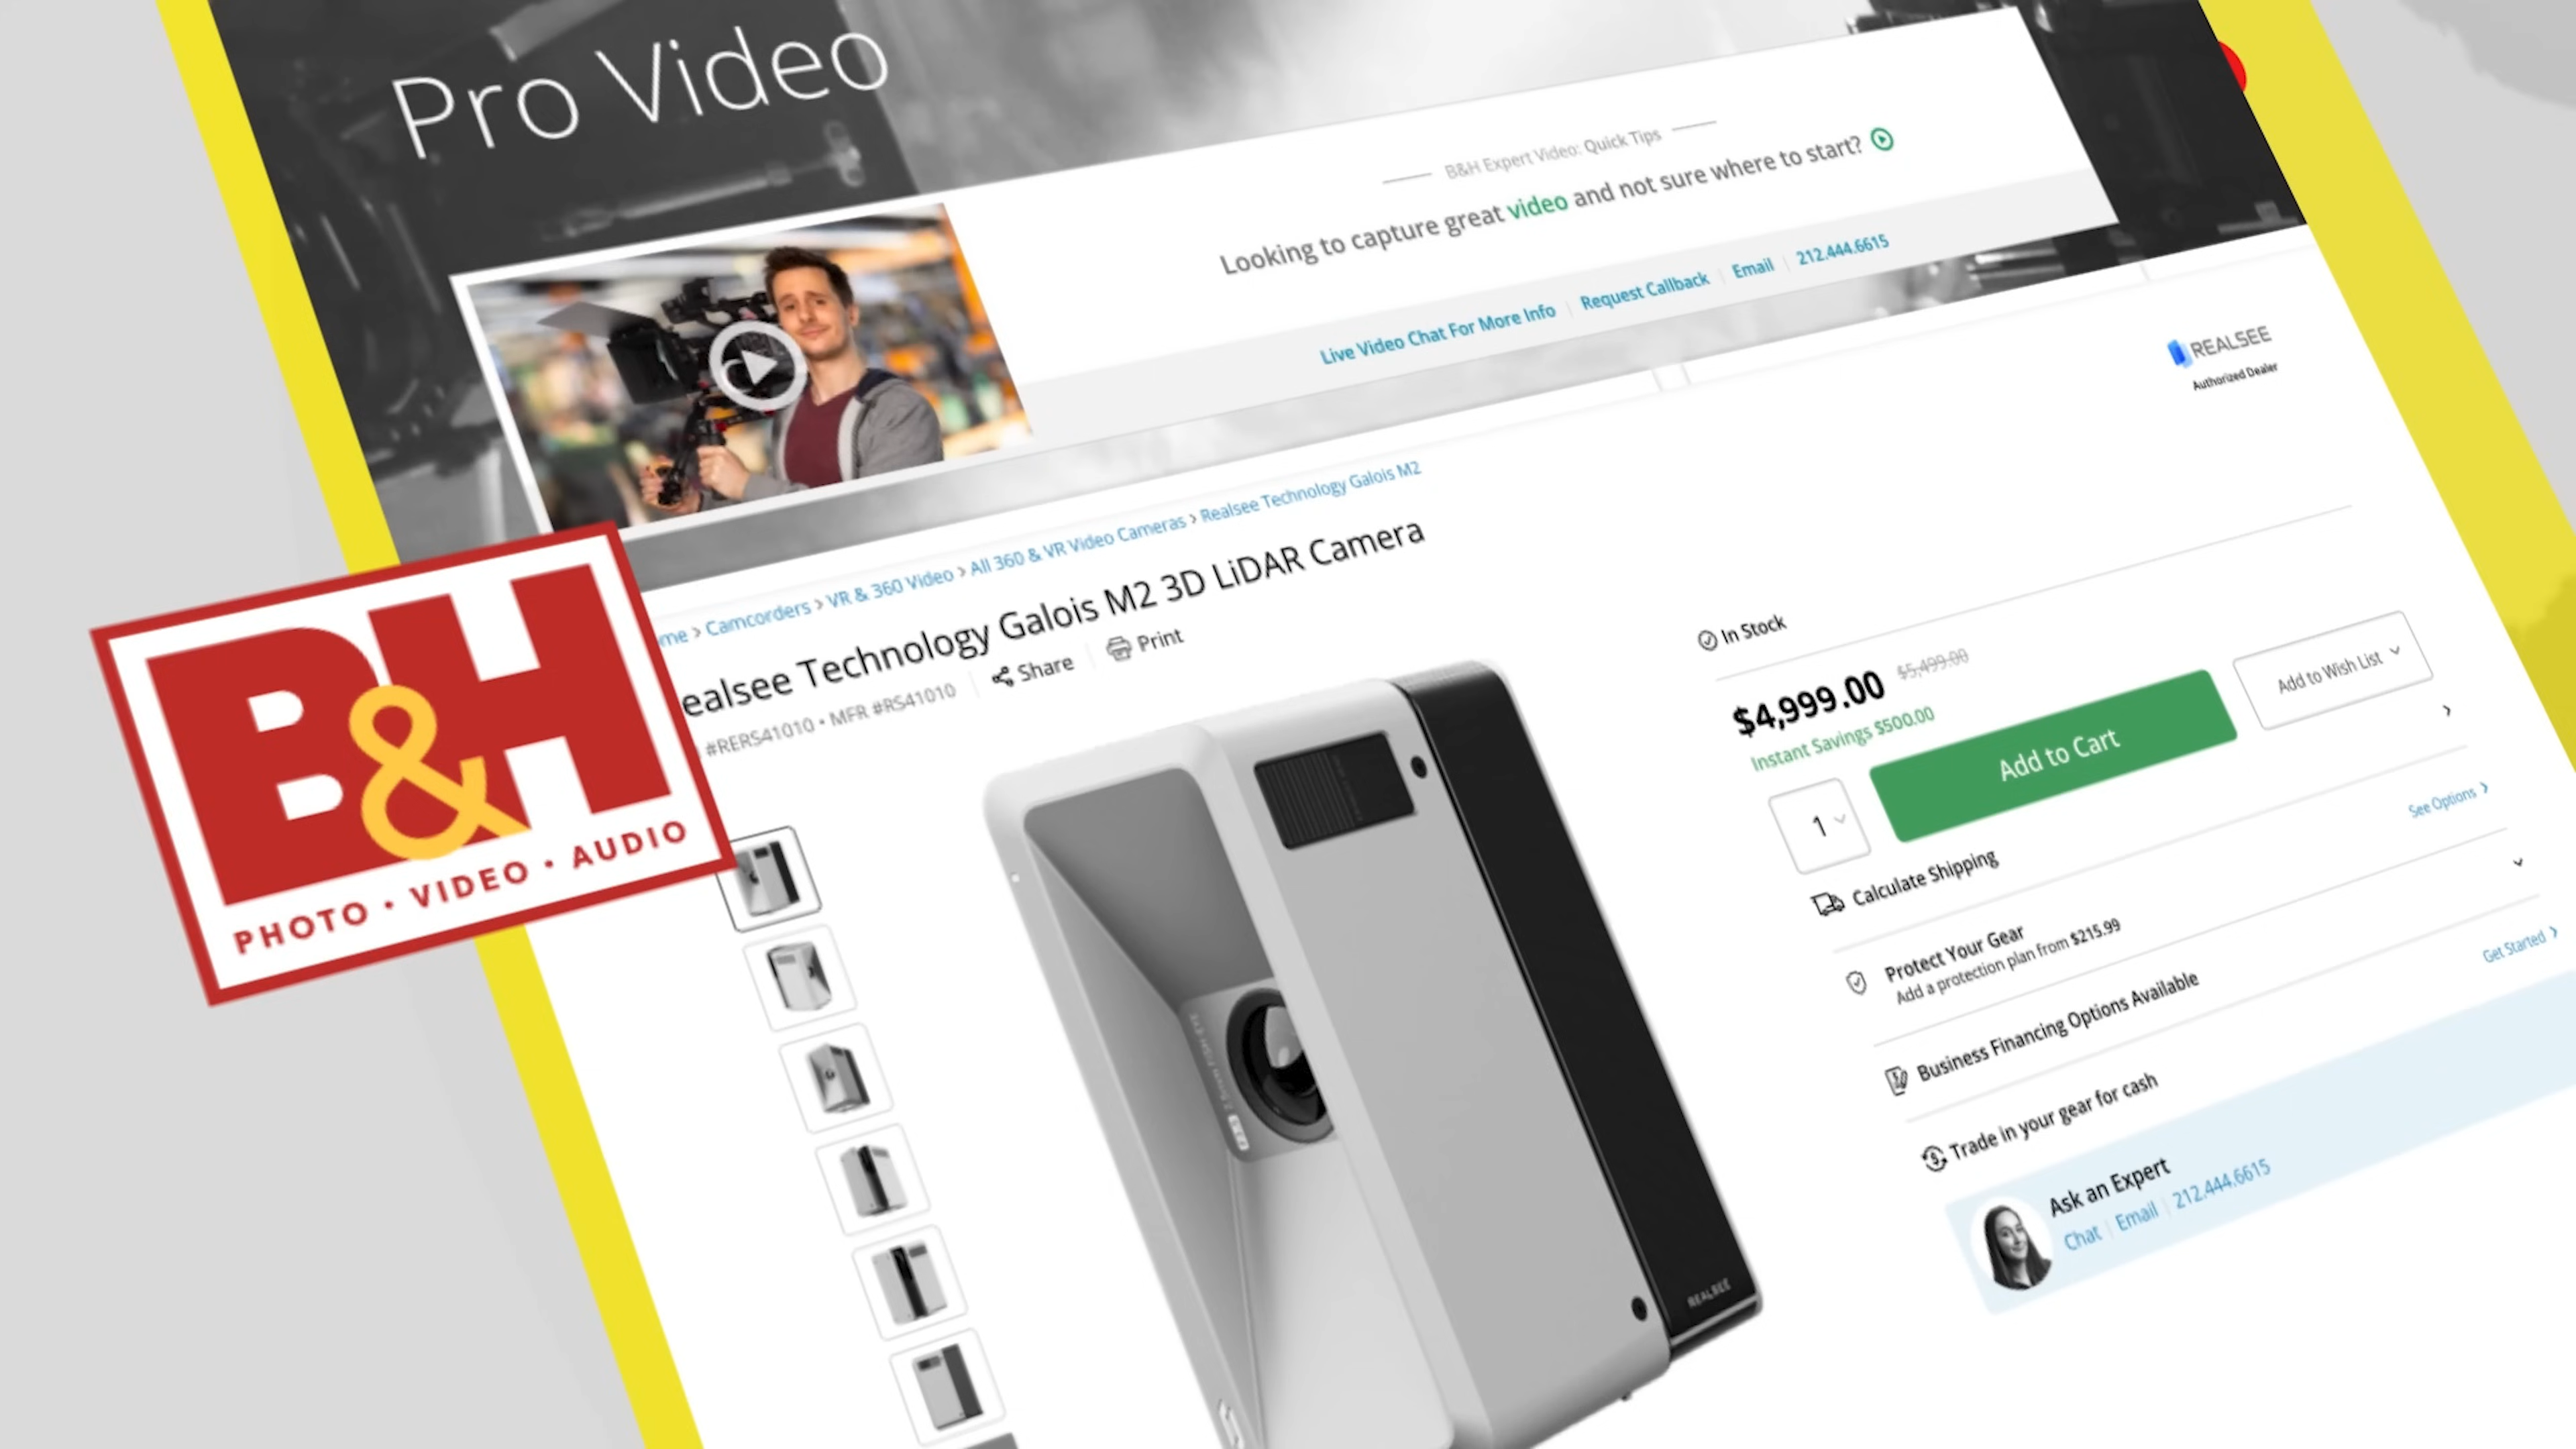 Pro Video
B&H Expert Video: Quick Tips
Looking to capture great video and not sure where to start?
Live Video Chat For More Info | Request Callback | Email | 212.444.6615
REALSEE
Authorized Dealer
me > Camcorders > VR & 360 Video > All 360 & VR Video Cameras > Realsee Technology Galois M2
ealsee Technology Galois M2 3D LiDAR Camera
#RERS41010 • MFR #RS41010
Share
Print
B&H
PHOTO • VIDEO • AUDIO
In Stock
$4,999.00 $5,499.00
Instant Savings $500.00
1
Add to Cart
Add to Wish List
Calculate Shipping
Protect Your Gear
Add a protection plan from $215.99
See Options >
Business Financing Options Available
Trade in your gear for cash
Get Started >
Ask an Expert
Chat | Email | 212.444.6615
REALSEE